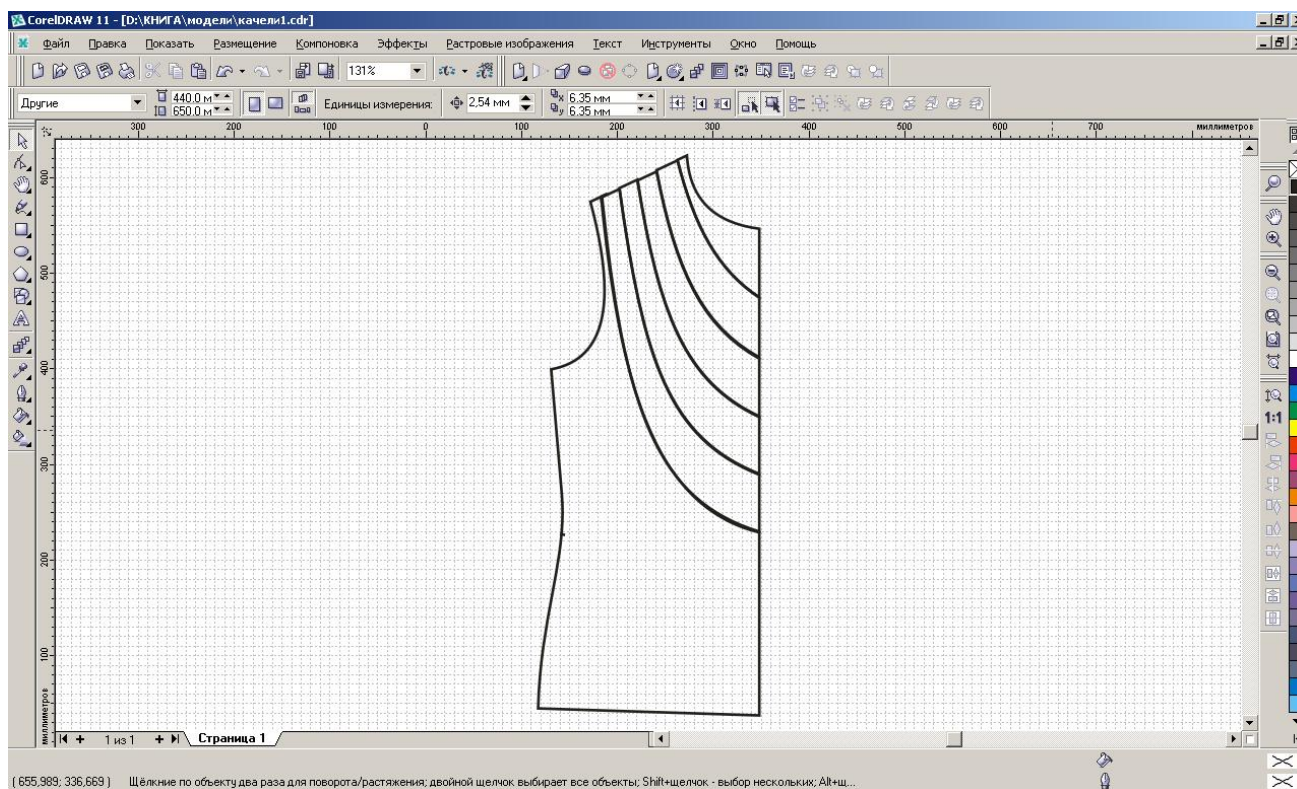 CorelDRAW 11 - [D:\КНИГА\модели\качели1.cdr]
Файл Правка Показать Размещение Компоновка Эффекты Растровые изображения Текст Инструменты Окно Помощь
131%
Другие 440.0 м 650.0 м Единицы измерения: 2,54 мм x 6.35 мм y 6.35 мм
300 200 100 0 100 200 300 400 500 600 700 миллиметров
600
500
400
300
200
100
миллиметров
1:1
1 из 1 Страница 1
( 655,989; 336,669 ) Щёлкние по объекту два раза для поворота/растяжения; двойной щелчок выбирает все объекты; Shift+щелчок - выбор нескольких; Alt+щ...